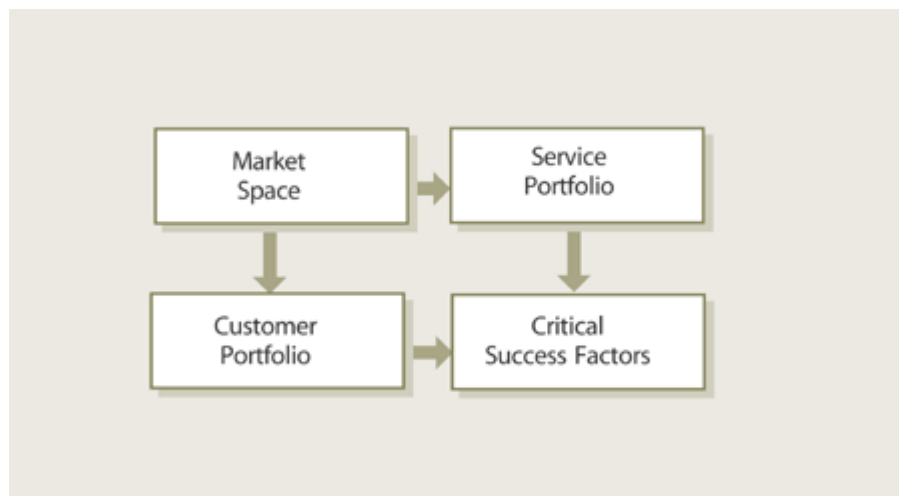 Market
Space
Service
Portfolio
Customer
Portfolio
Critical
Success Factors